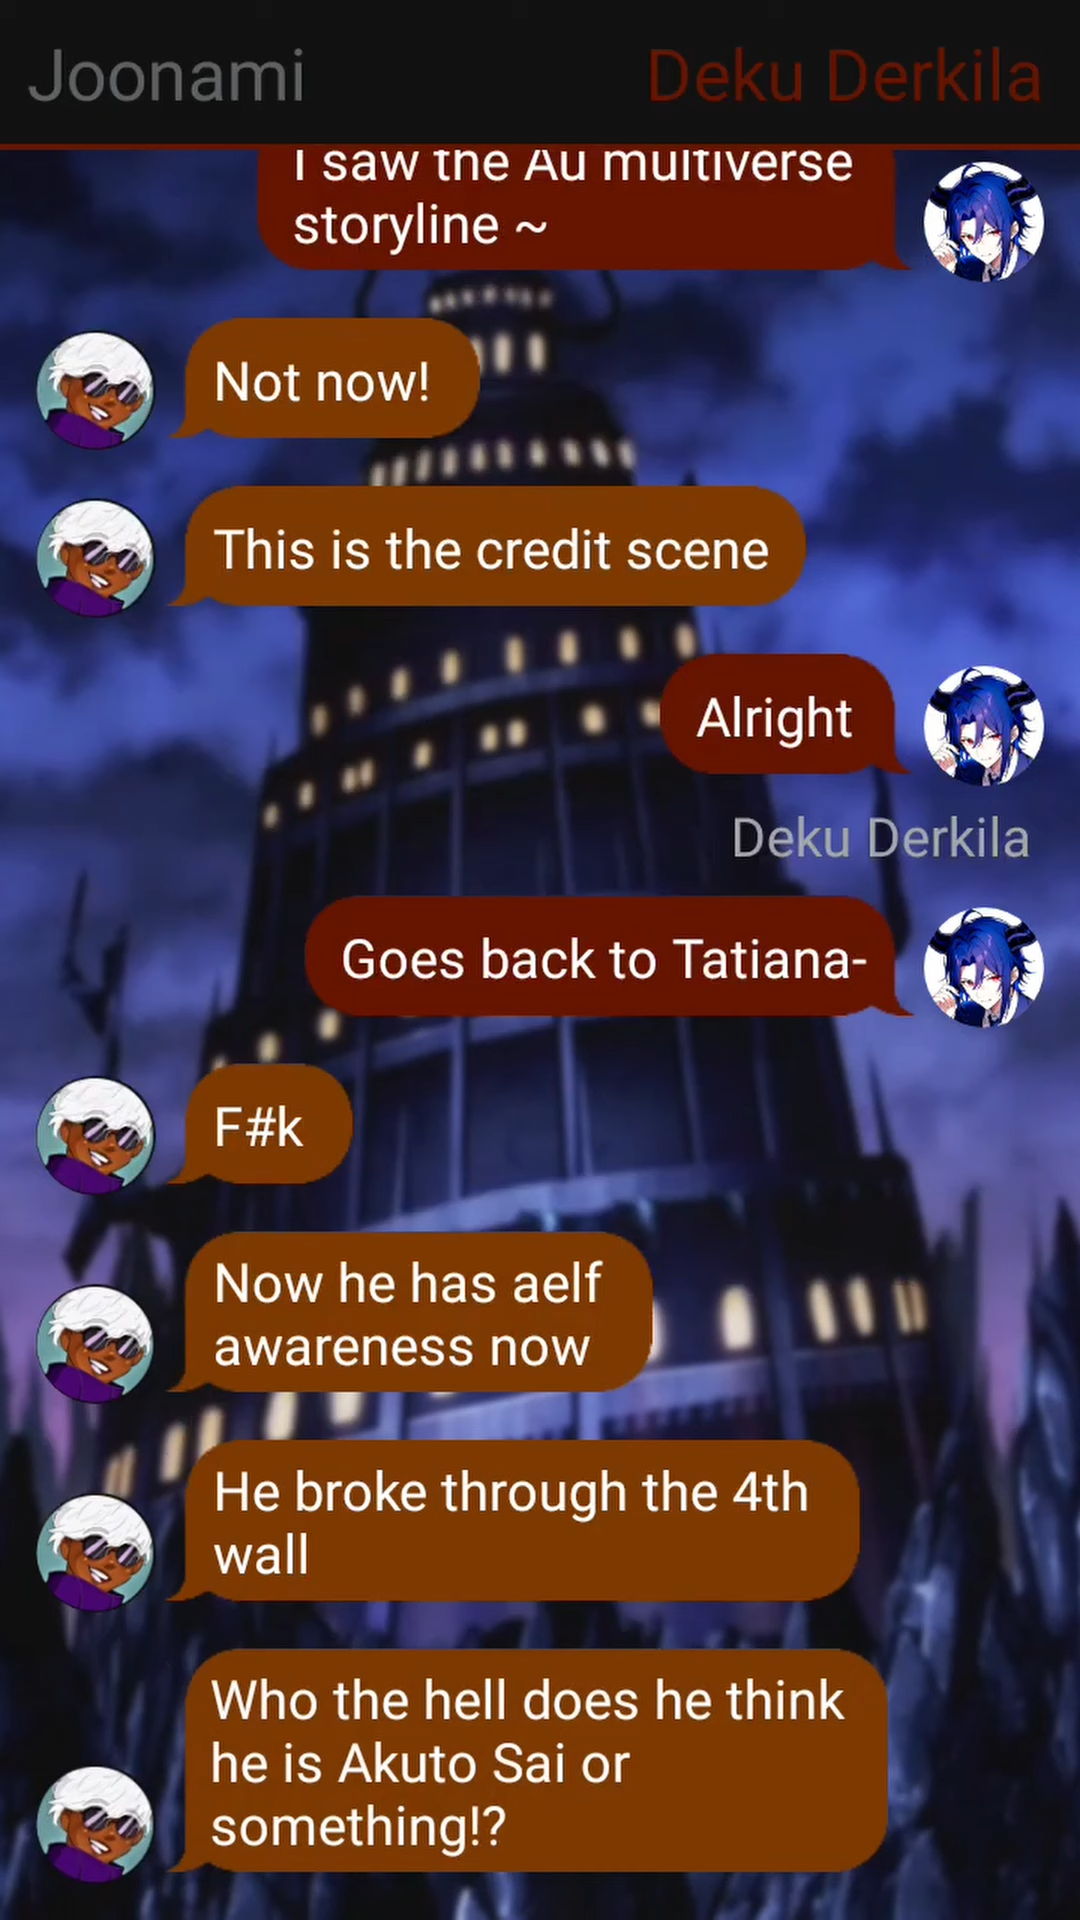 Joonami
Deku Derkila
I saw the Au multiverse
storyline ~
Not now!
This is the credit scene
Alright
Deku Derkila
Goes back to Tatiana-
F#k
Now he has aelf
awareness now
He broke through the 4th
wall
Who the hell does he think
he is Akuto Sai or
something!?